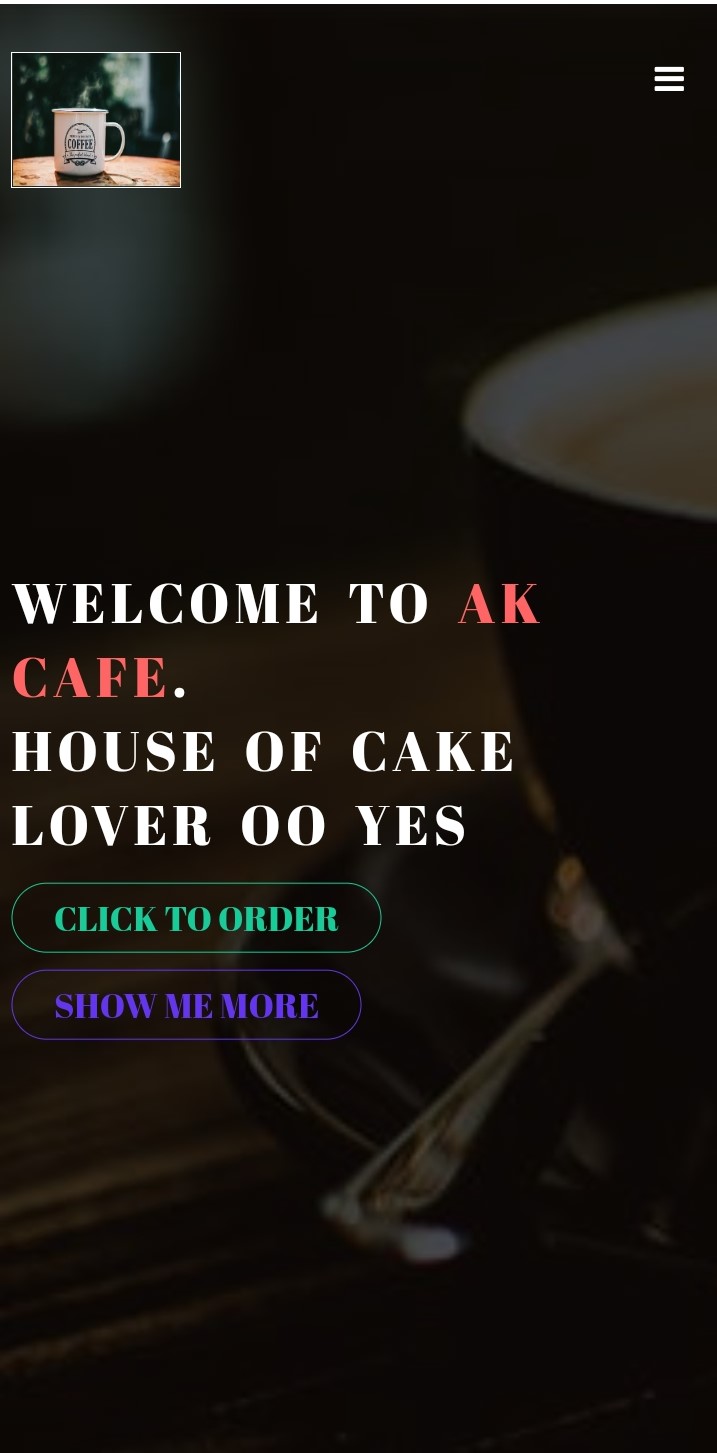 COFFEE
WELCOME TO AK
CAFE.
HOUSE OF CAKE
LOVER OO YES
CLICK TO ORDER
SHOW ME MORE